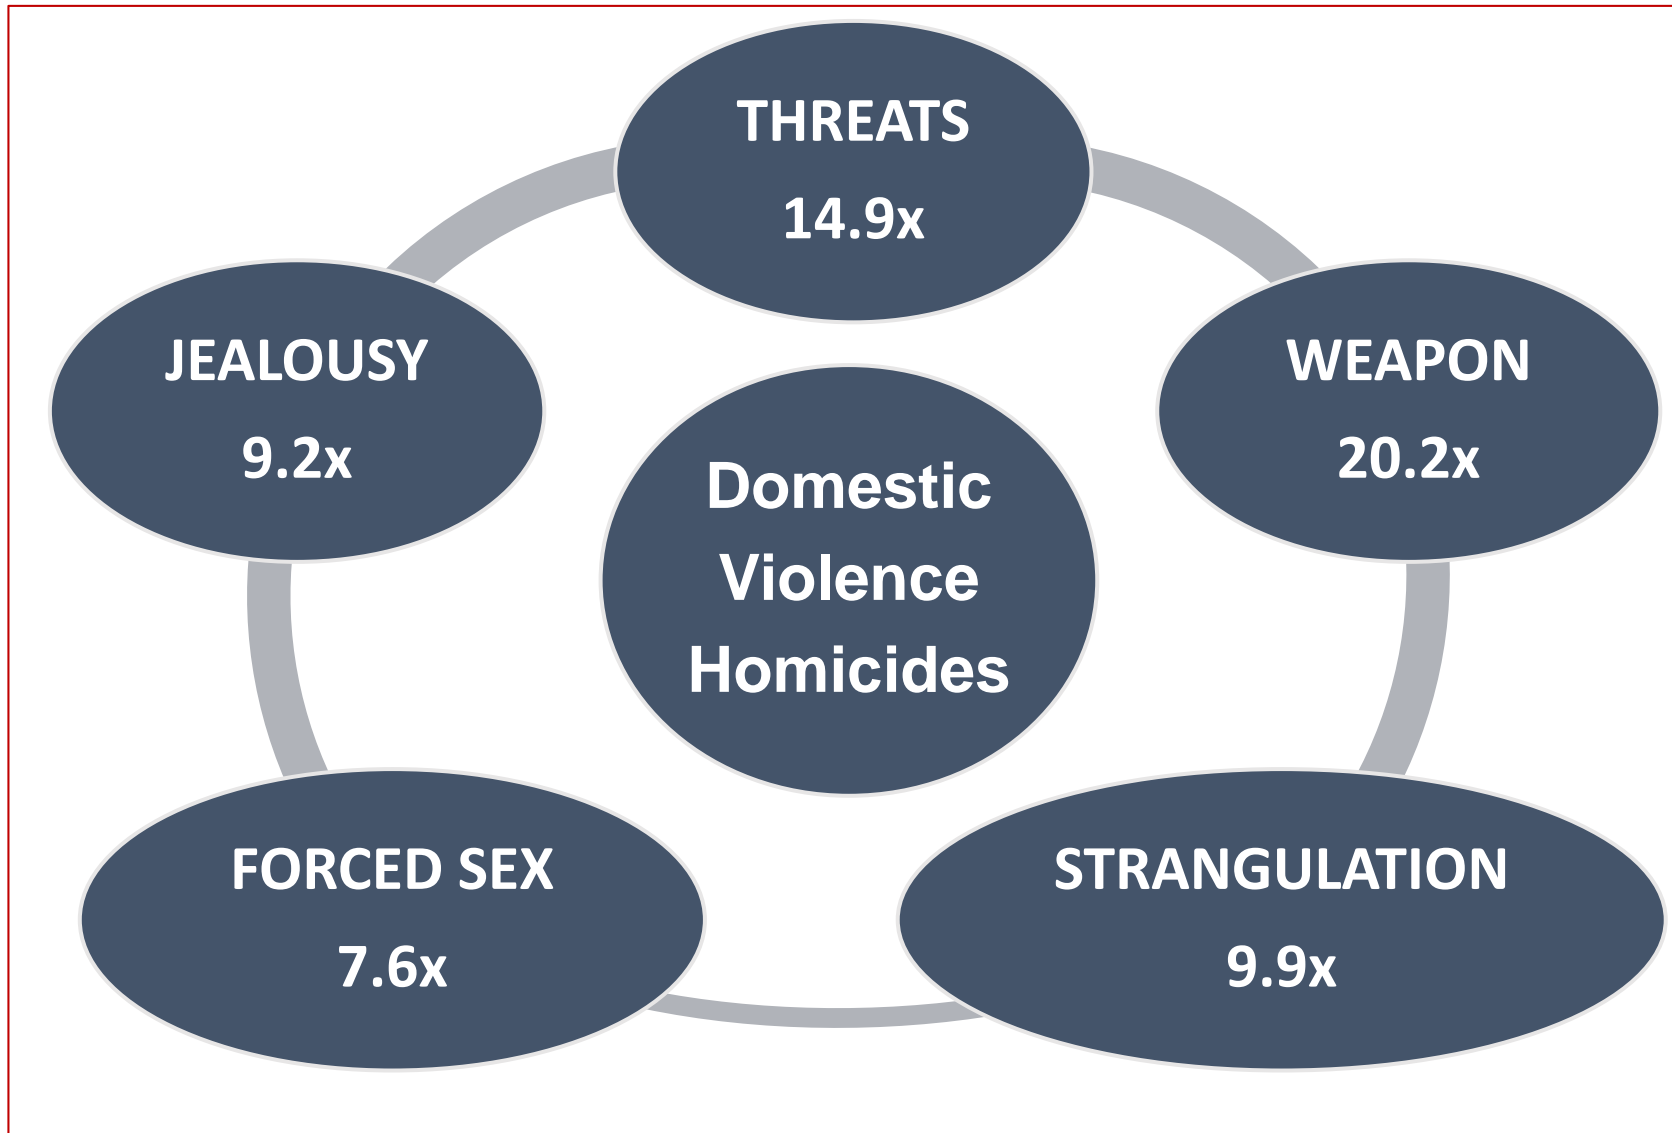 THREATS
14.9x
JEALOUSY
9.2x
WEAPON
20.2x
Domestic
Violence
Homicides
FORCED SEX
7.6x
STRANGULATION
9.9x